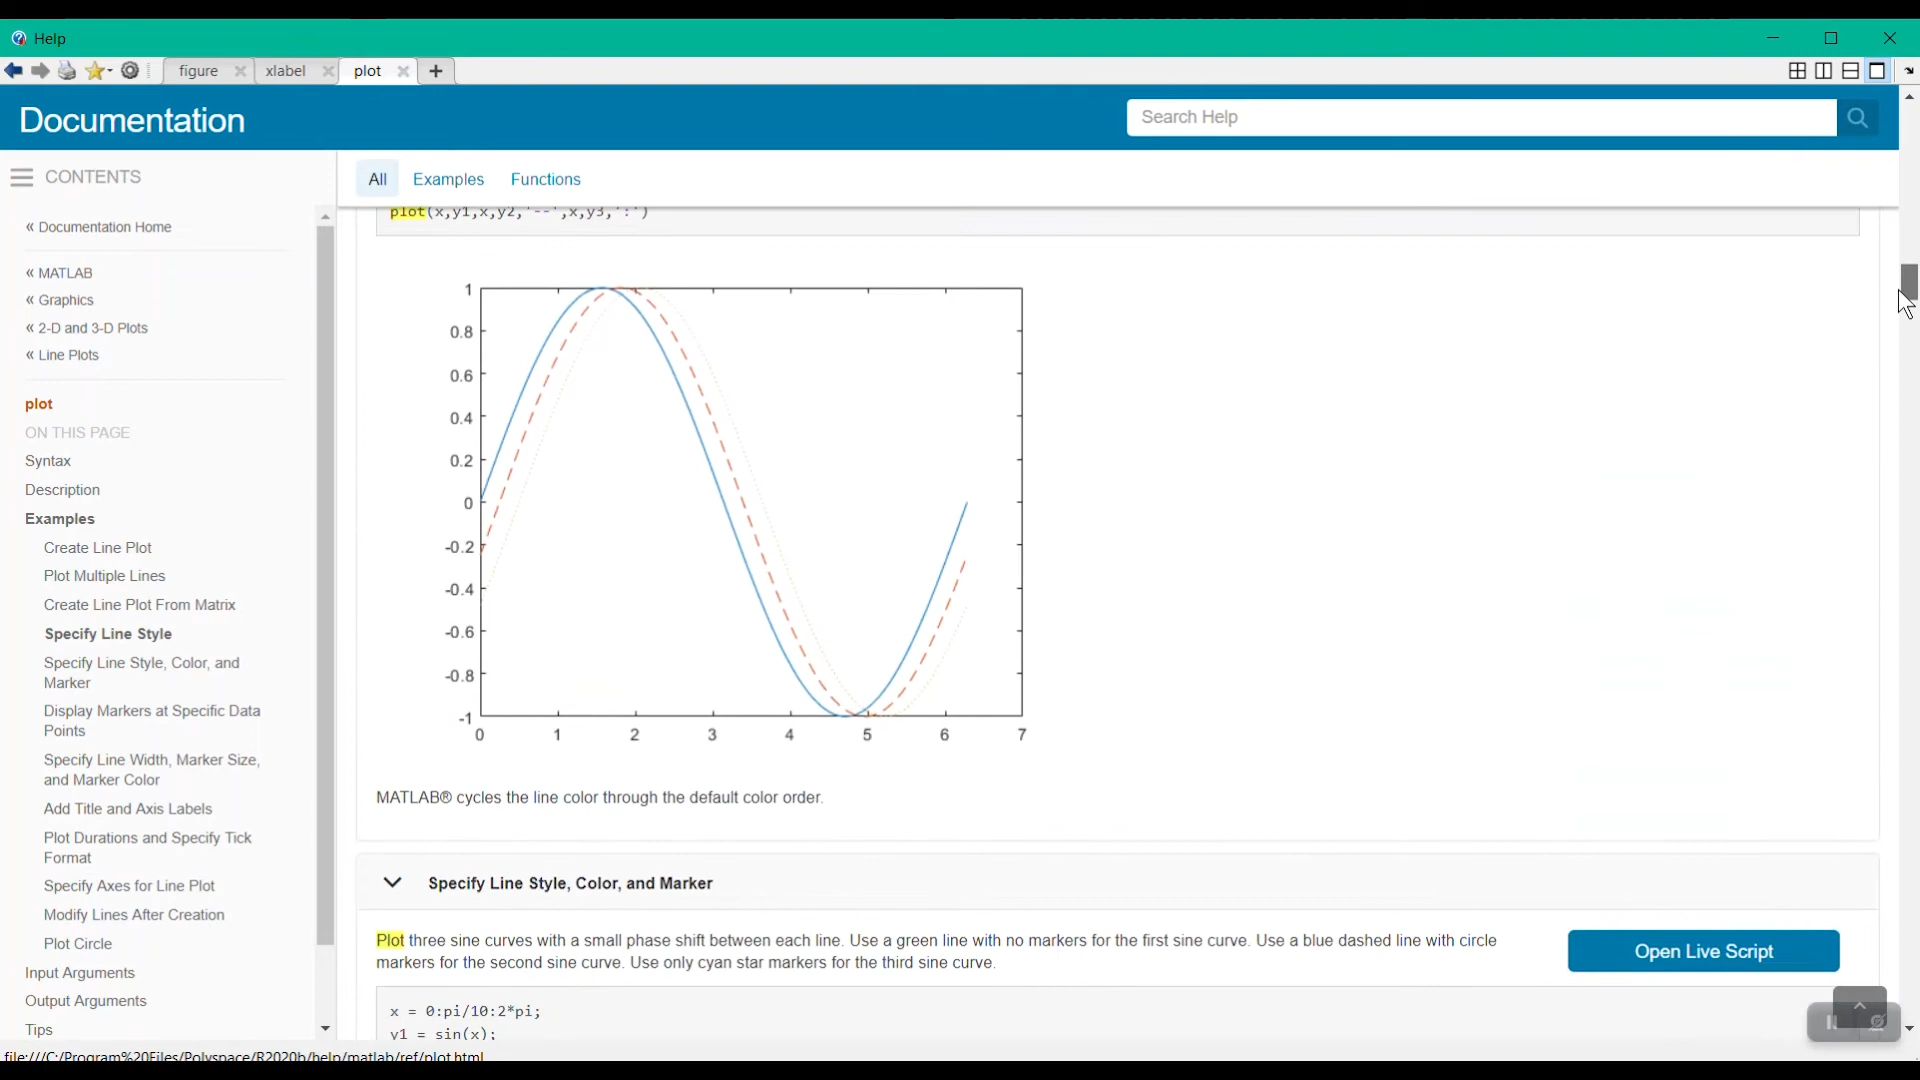 Help
figure
xlabel
plot
Documentation
Search Help
CONTENTS
All
Examples
Functions
plot(x,y1,x,y2,'--',x,y3,':')
« Documentation Home
« MATLAB
« Graphics
« 2-D and 3-D Plots
« Line Plots
plot
ON THIS PAGE
Syntax
Description
Examples
Create Line Plot
Plot Multiple Lines
Create Line Plot From Matrix
Specify Line Style
Specify Line Style, Color, and
Marker
Display Markers at Specific Data
Points
Specify Line Width, Marker Size,
and Marker Color
Add Title and Axis Labels
Plot Durations and Specify Tick
Format
Specify Axes for Line Plot
Modify Lines After Creation
Plot Circle
Input Arguments
Output Arguments
Tips
1
0.8
0.6
0.4
0.2
0
-0.2
-0.4
-0.6
-0.8
-1
0 1 2 3 4 5 6 7
MATLAB® cycles the line color through the default color order.
Specify Line Style, Color, and Marker
Plot three sine curves with a small phase shift between each line. Use a green line with no markers for the first sine curve. Use a blue dashed line with circle
markers for the second sine curve. Use only cyan star markers for the third sine curve.
Open Live Script
x = 0:pi/10:2*pi;
y1 = sin(x);
file:///C:/Program%20Files/Polyspace/R2020b/help/matlab/ref/plot.html